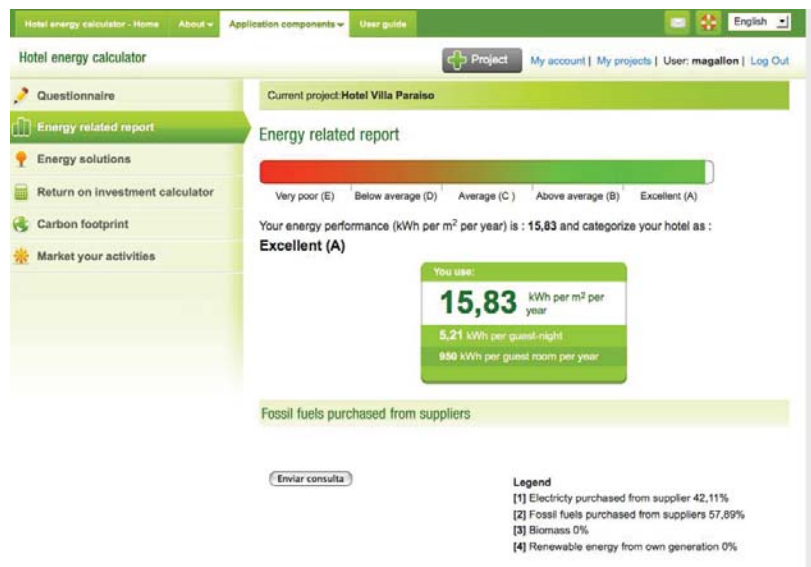 Hotel energy calculator - Home About Application components User guide English
Hotel energy calculator Project My account | My projects | User: magallon | Log Out
Questionnaire
Energy related report
Energy solutions
Return on investment calculator
Carbon footprint
Market your activities
Current project:Hotel Villa Paraiso
Energy related report
Very poor (E) Below average (D) Average (C ) Above average (B) Excellent (A)
Your energy performance (kWh per m² per year) is : 15,83 and categorize your hotel as :
Excellent (A)
You use:
15,83 kWh per m² per
year
5,21 kWh per guest-night
950 kWh per guest room per year
Fossil fuels purchased from suppliers
Enviar consulta
Legend
[1] Electricty purchased from supplier 42,11%
[2] Fossil fuels purchased from suppliers 57,89%
[3] Biomass 0%
[4] Renewable energy from own generation 0%